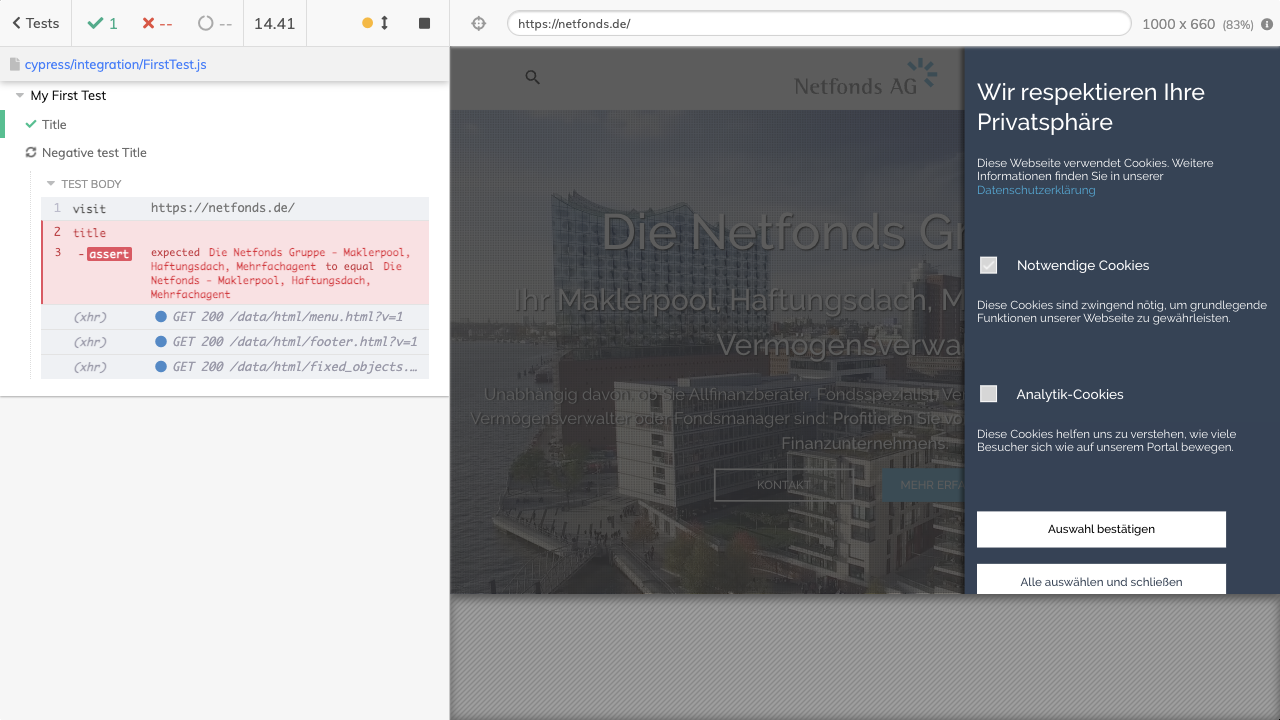 Tests
1
--
--
14.41
https://netfonds.de/
1000 x 660 (83%)
cypress/integration/FirstTest.js
My First Test
Title
Negative test Title
TEST BODY
1 visit https://netfonds.de/
2 title
3 -assert expected Die Netfonds Gruppe - Maklerpool,
Haftungsdach, Mehrfachagent to equal Die
Netfonds - Maklerpool, Haftungsdach,
Mehrfachagent
(xhr) GET 200 /data/html/menu.html?v=1
(xhr) GET 200 /data/html/footer.html?v=1
(xhr) GET 200 /data/html/fixed_objects.…
Netfonds AG
Die Netfonds Gr
Ihr Maklerpool, Haftungsdach, M
Vermögensverwa
Unabhängig davon, ob Sie Allfinanzberater, Fondsspezialist, Ver
Vermögensverwalter oder Fondsmanager sind: Profitieren Sie vo
Finanzunternehmens.
KONTAKT
MEHR ERFA
Wir respektieren Ihre
Privatsphäre
Diese Webseite verwendet Cookies. Weitere
Informationen finden Sie in unserer
Datenschutzerklärung
Notwendige Cookies
Diese Cookies sind zwingend nötig, um grundlegende
Funktionen unserer Webseite zu gewährleisten.
Analytik-Cookies
Diese Cookies helfen uns zu verstehen, wie viele
Besucher sich wie auf unserem Portal bewegen.
Auswahl bestätigen
Alle auswählen und schließen